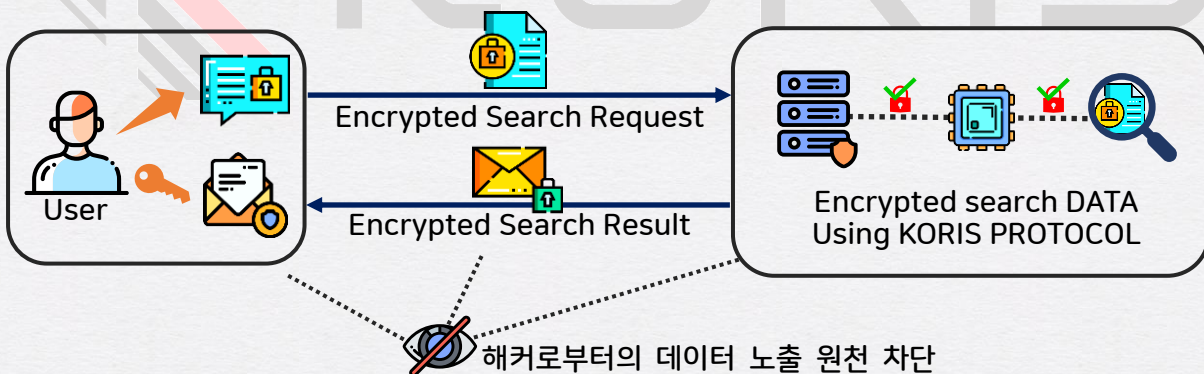 Encrypted Search Request
User
Encrypted Search Result
Encrypted search DATA
Using KORIS PROTOCOL
해커로부터의 데이터 노출 원천 차단